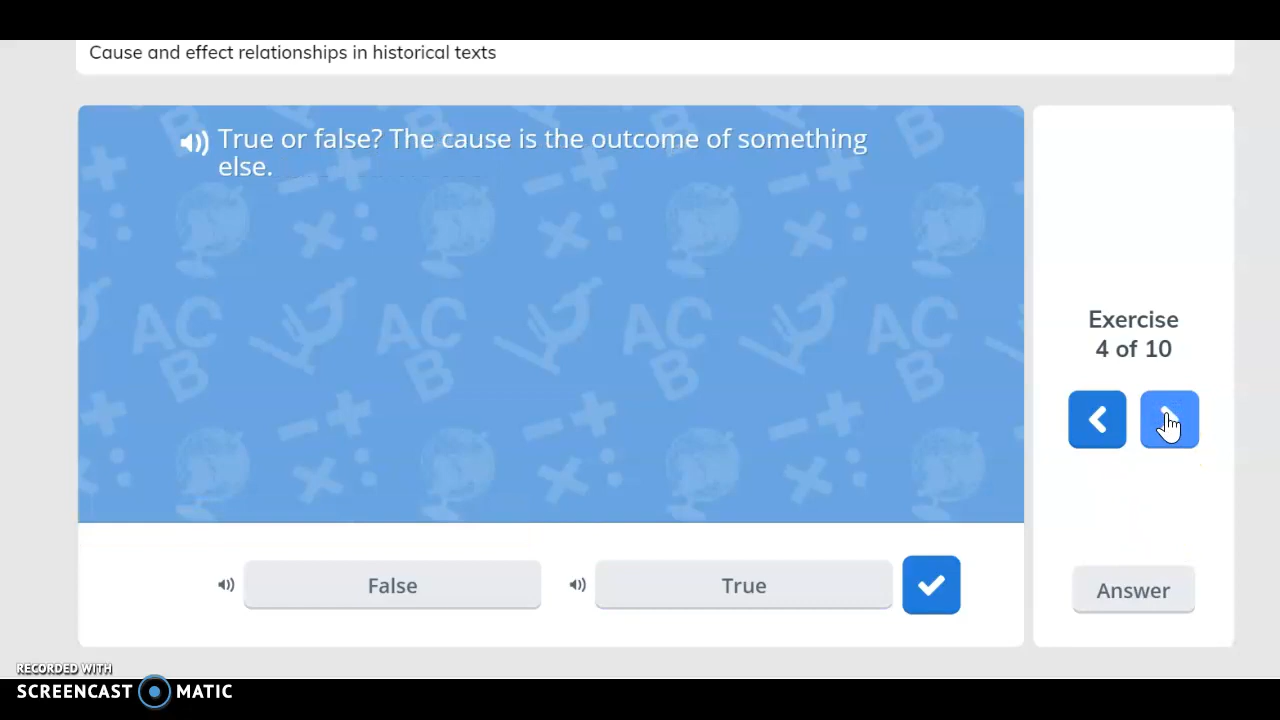 Cause and effect relationships in historical texts
True or false? The cause is the outcome of something
else.
Exercise
4 of 10
False
True
Answer
RECORDED WITH
SCREENCAST MATIC